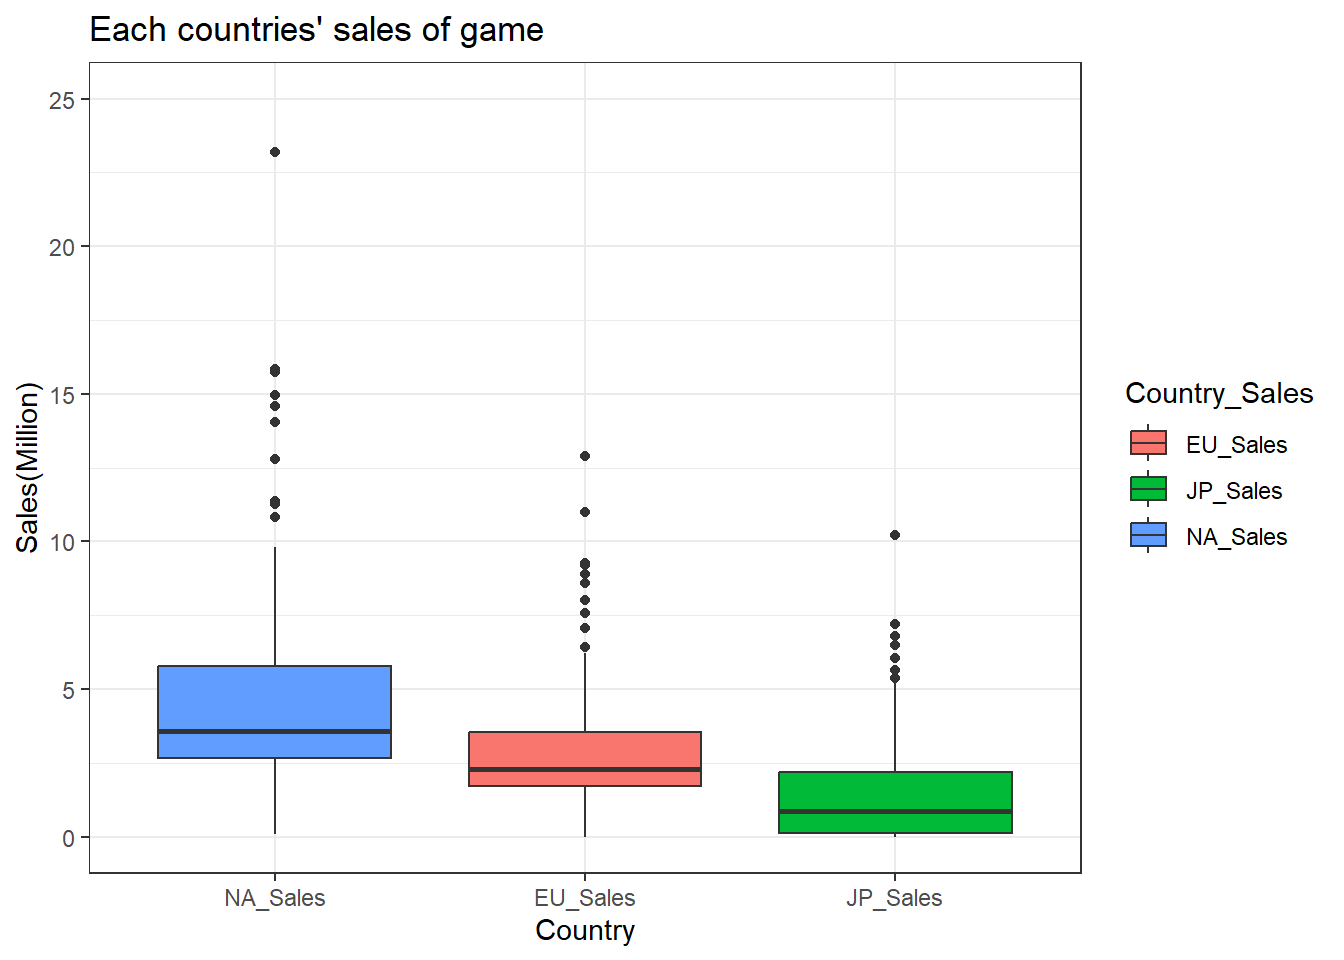 Each countries' sales of game
25
20
15
10
5
0
Sales(Million)
NA_Sales
EU_Sales
JP_Sales
Country
Country_Sales
EU_Sales
JP_Sales
NA_Sales